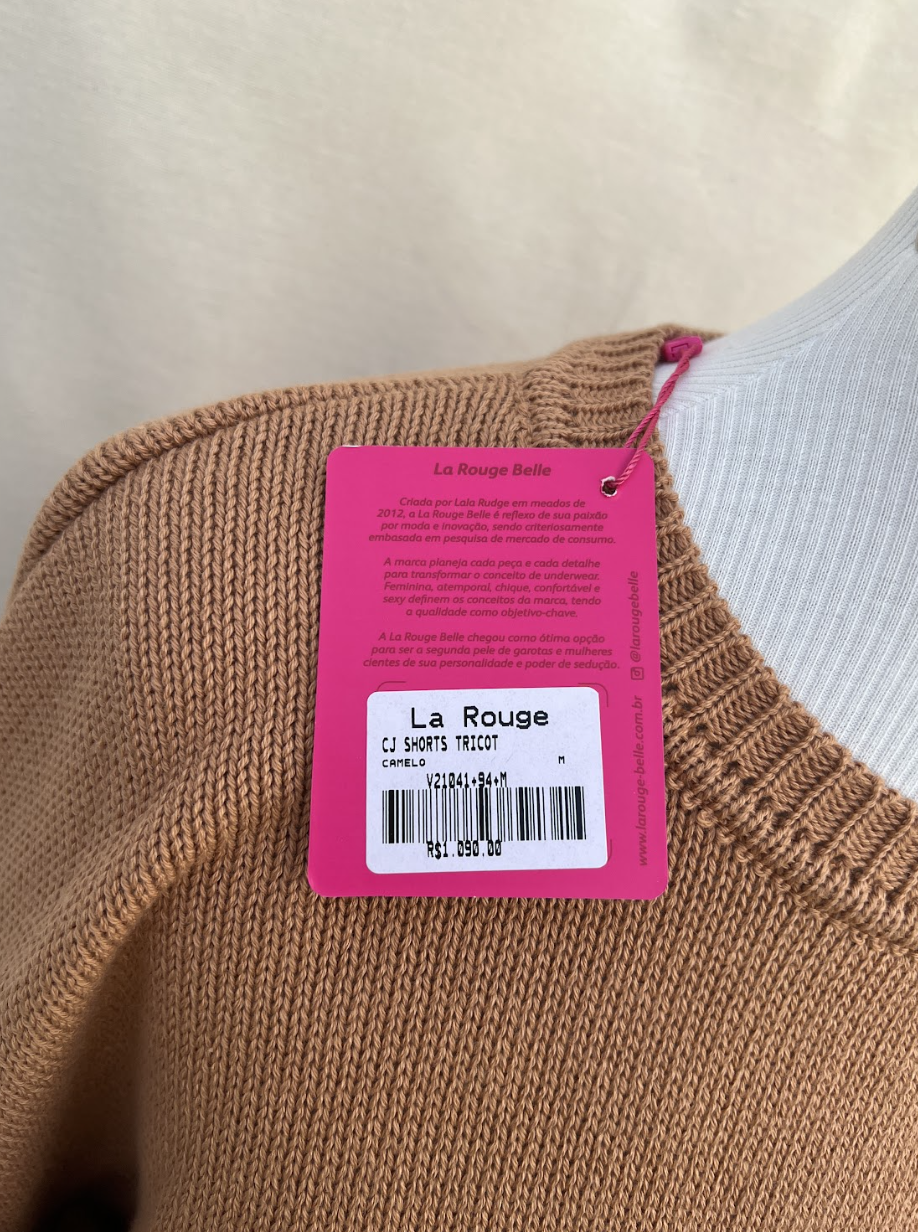 La Rouge Belle
Criada por Lala Rudge em meados de
2012, a La Rouge Belle é reflexo de sua paixão
por moda e inovação, sendo criteriosamente
embasada em pesquisa de mercado de consumo.
A marca planeja cada peça e cada detalhe
para transformar o conceito de underwear.
Feminina, atemporal, chique, confortável e
sexy definem os conceitos da marca, tendo
a qualidade como objetivo-chave.
A La Rouge Belle chegou como ótima opção
para ser a segunda pele de garotas e mulheres
cientes de sua personalidade e poder de sedução.
La Rouge
CJ SHORTS TRICOT
CAMELO M
V21041+94+M
R$1.090.00
www.larouge-belle.com.br @larougebelle